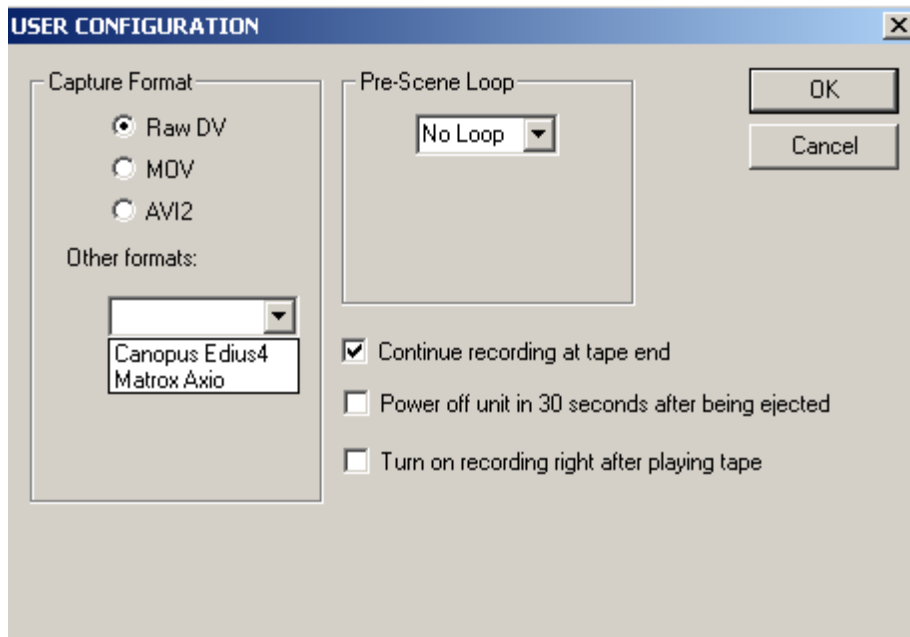 USER CONFIGURATION
Capture Format
Raw DV
MOV
AVI2
Other formats:
Canopus Edius4
Matrox Axio
Pre-Scene Loop
No Loop
Continue recording at tape end
Power off unit in 30 seconds after being ejected
Turn on recording right after playing tape
OK
Cancel